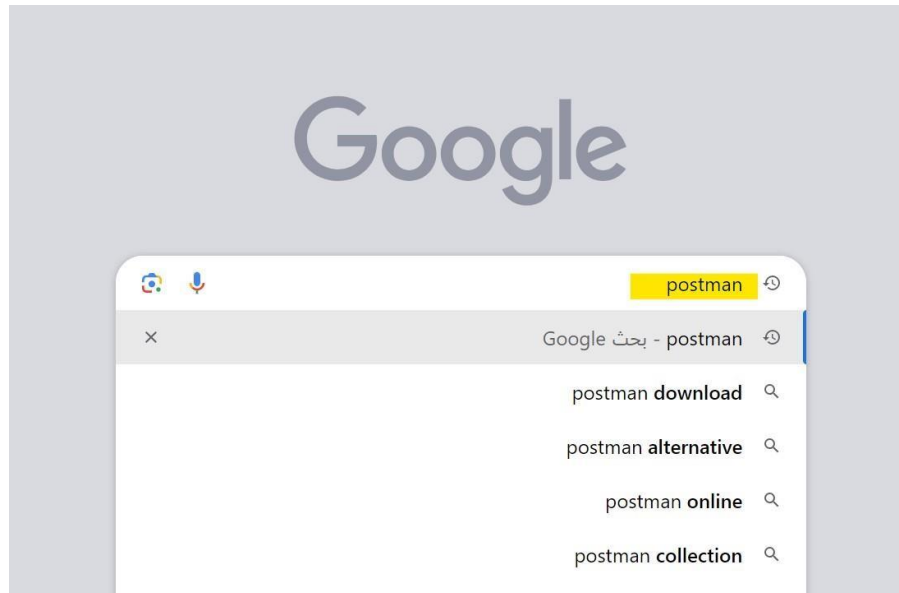 Google
postman
postman - بحث Google
postman download
postman alternative
postman online
postman collection